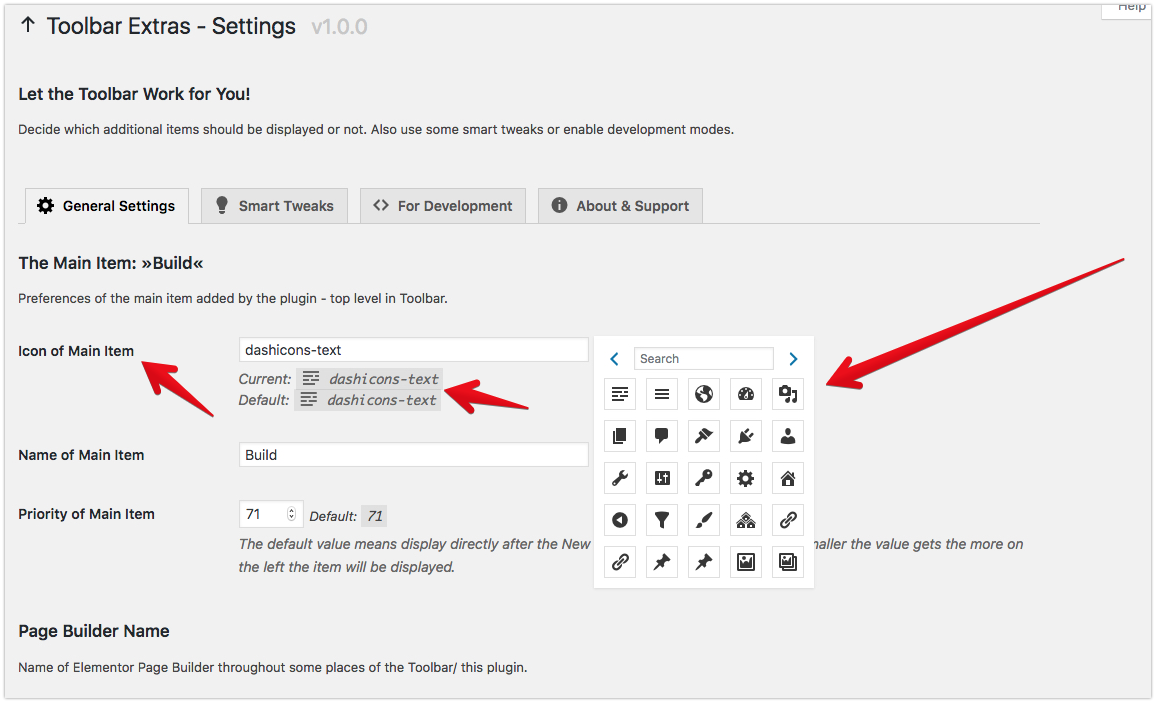 Help
Toolbar Extras - Settings v1.0.0
Let the Toolbar Work for You!
Decide which additional items should be displayed or not. Also use some smart tweaks or enable development modes.
General Settings
Smart Tweaks
For Development
About & Support
The Main Item: »Build«
Preferences of the main item added by the plugin - top level in Toolbar.
Icon of Main Item
dashicons-text
Search
Current: dashicons-text
Default: dashicons-text
Name of Main Item
Build
Priority of Main Item
71
Default: 71
The default value means display directly after the New naller the value gets the more on
the left the item will be displayed.
Page Builder Name
Name of Elementor Page Builder throughout some places of the Toolbar/ this plugin.